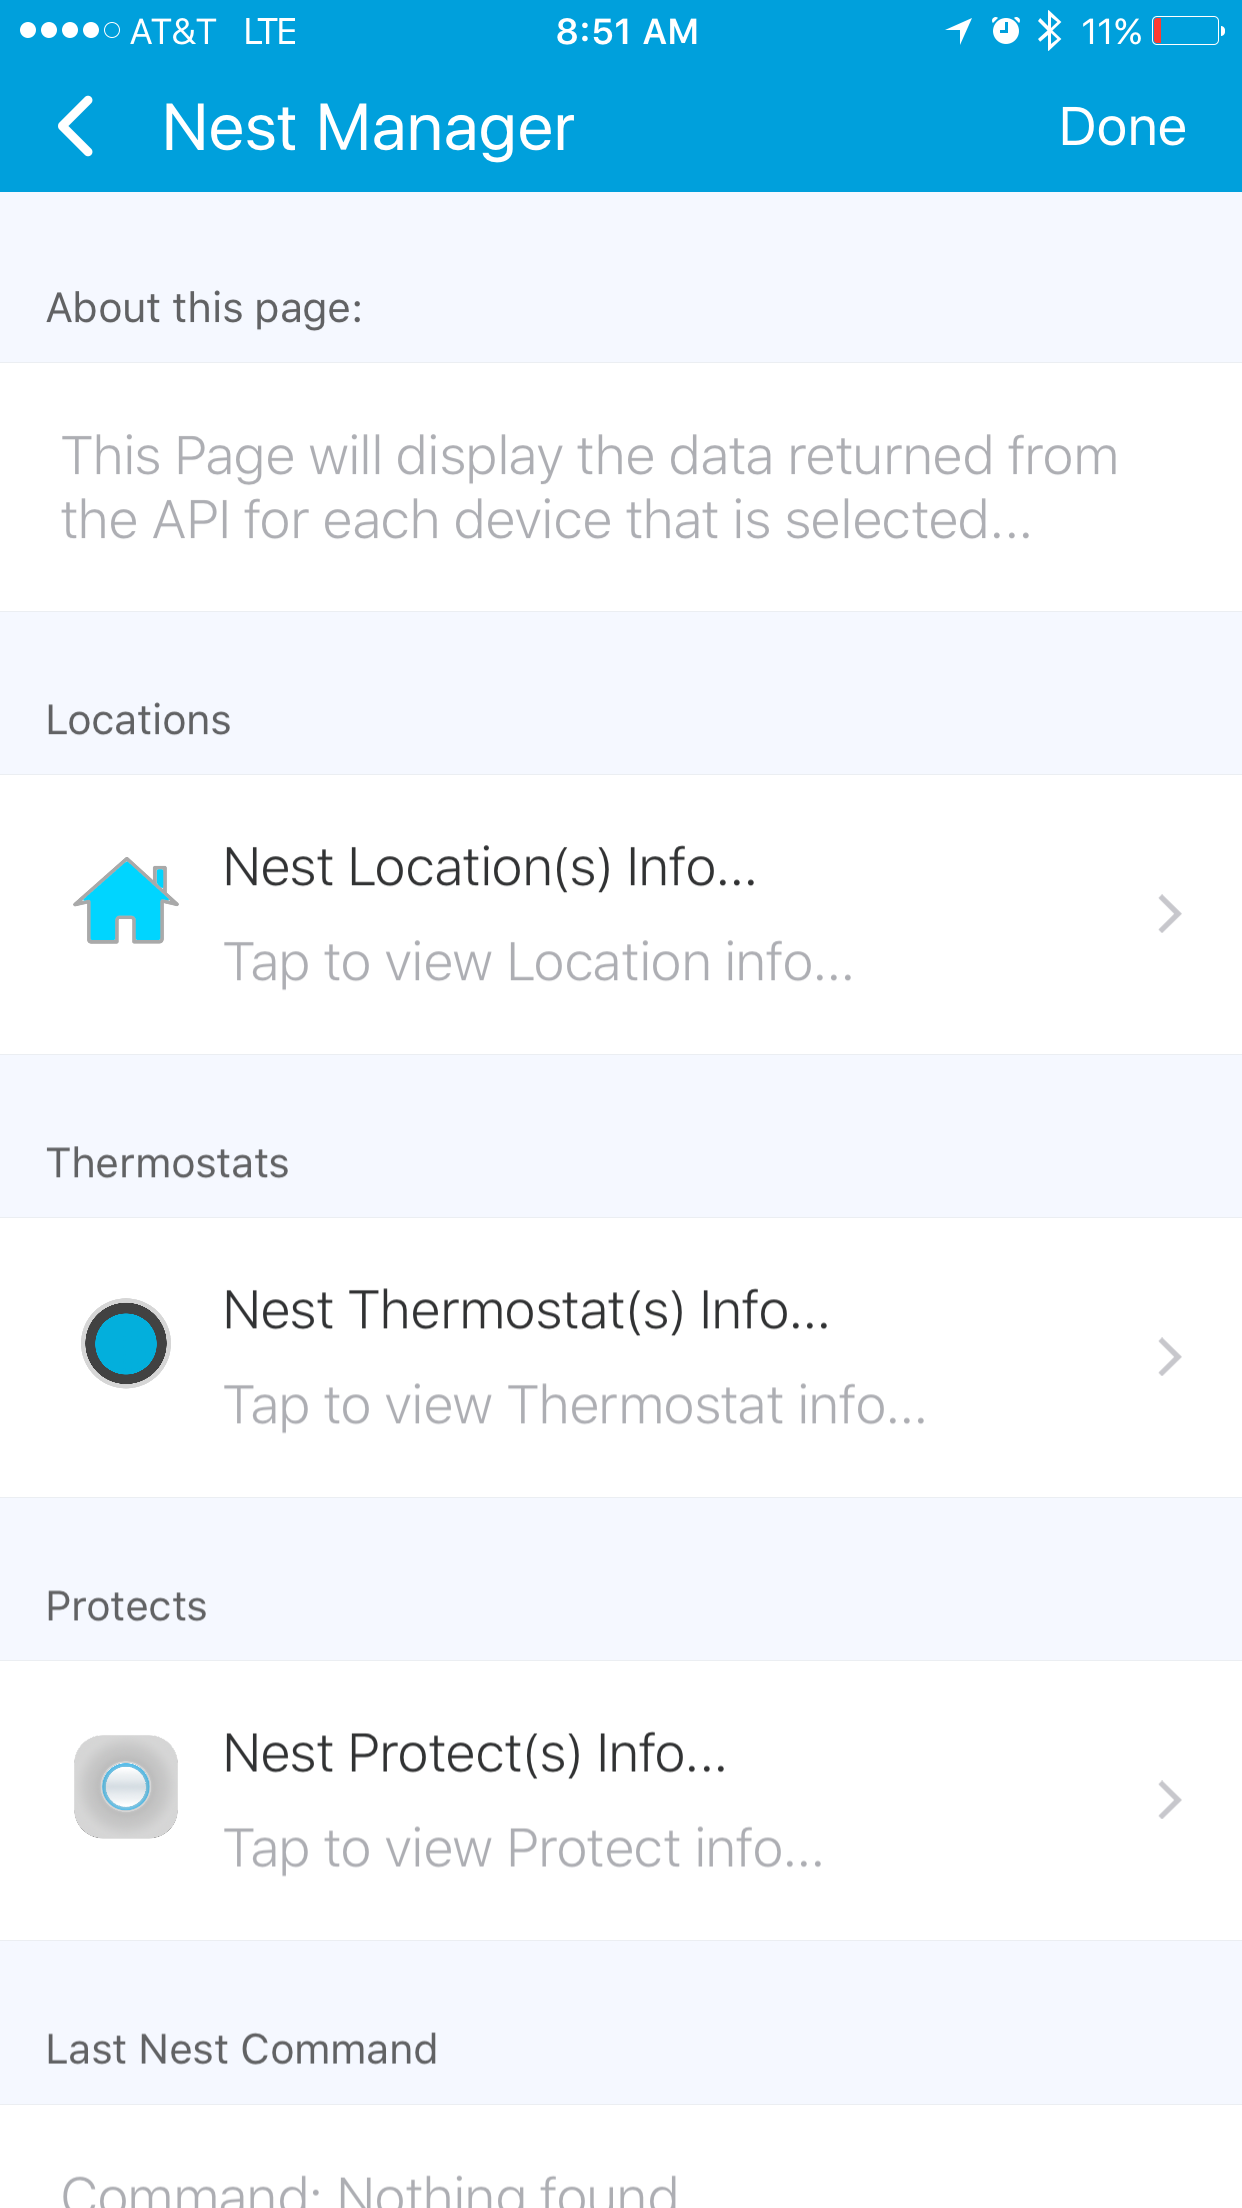 AT&T LTE 8:51 AM 11%
Nest Manager Done
About this page:
This Page will display the data returned from
the API for each device that is selected...
Locations
Nest Location(s) Info...
Tap to view Location info...
Thermostats
Nest Thermostat(s) Info...
Tap to view Thermostat info...
Protects
Nest Protect(s) Info...
Tap to view Protect info...
Last Nest Command
Command: Nothing found